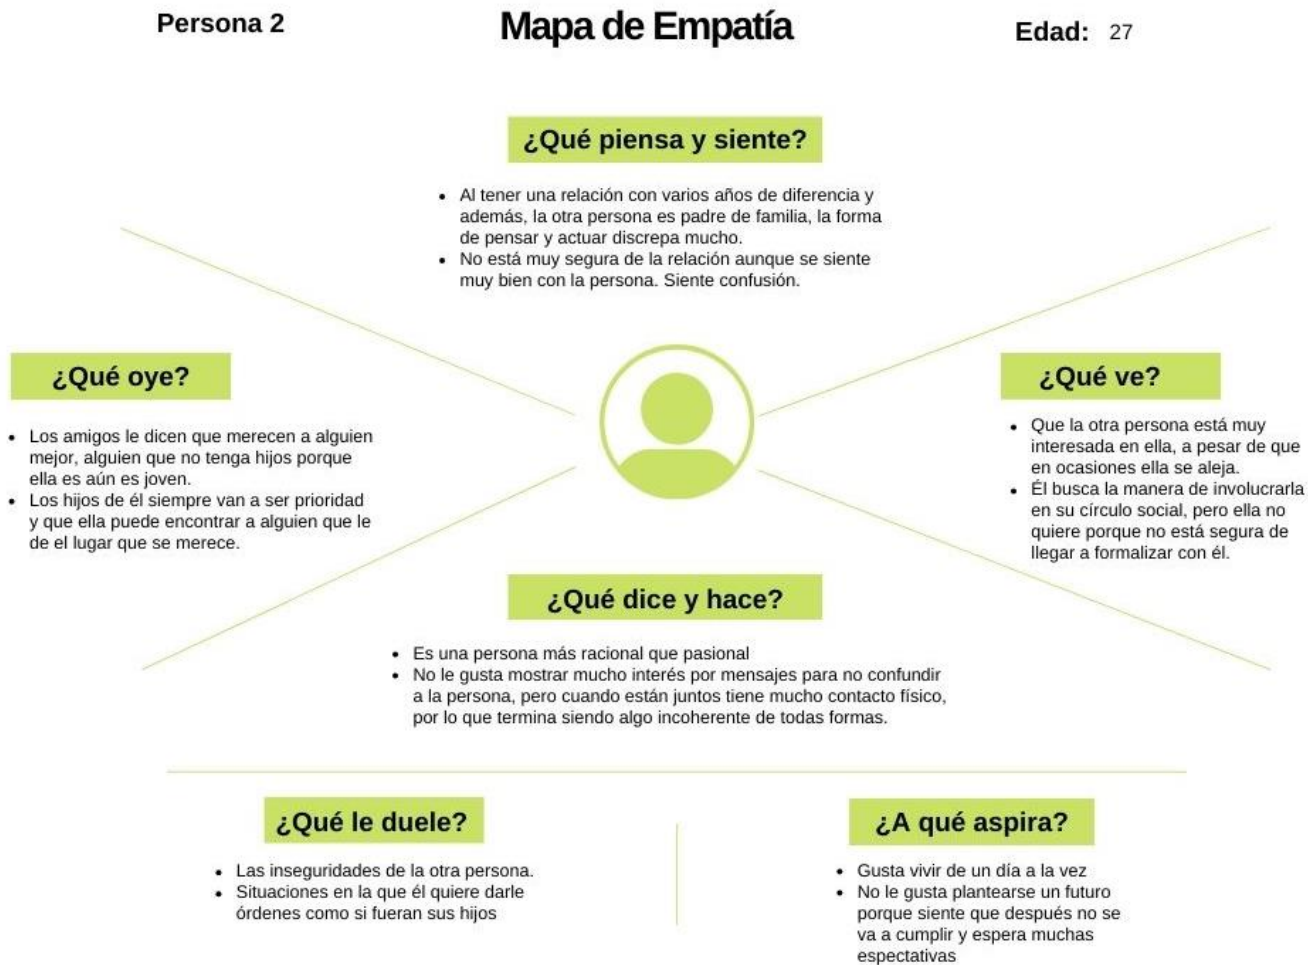 Persona 2
Mapa de Empatía
Edad: 27
¿Qué piensa y siente?
• Al tener una relación con varios años de diferencia y
además, la otra persona es padre de familia, la forma
de pensar y actuar discrepa mucho.
• No está muy segura de la relación aunque se siente
muy bien con la persona. Siente confusión.
¿Qué oye?
• Los amigos le dicen que merecen a alguien
mejor, alguien que no tenga hijos porque
ella es aún es joven.
• Los hijos de él siempre van a ser prioridad
y que ella puede encontrar a alguien que le
de el lugar que se merece.
¿Qué ve?
• Que la otra persona está muy
interesada en ella, a pesar de que
en ocasiones ella se aleja.
• Él busca la manera de involucrarla
en su círculo social, pero ella no
quiere porque no está segura de
llegar a formalizar con él.
¿Qué dice y hace?
• Es una persona más racional que pasional
• No le gusta mostrar mucho interés por mensajes para no confundir
a la persona, pero cuando están juntos tiene mucho contacto físico,
por lo que termina siendo algo incoherente de todas formas.
¿Qué le duele?
• Las inseguridades de la otra persona.
• Situaciones en la que él quiere darle
órdenes como si fueran sus hijos
¿A qué aspira?
• Gusta vivir de un día a la vez
• No le gusta plantearse un futuro
porque siente que después no se
va a cumplir y espera muchas
espectativas